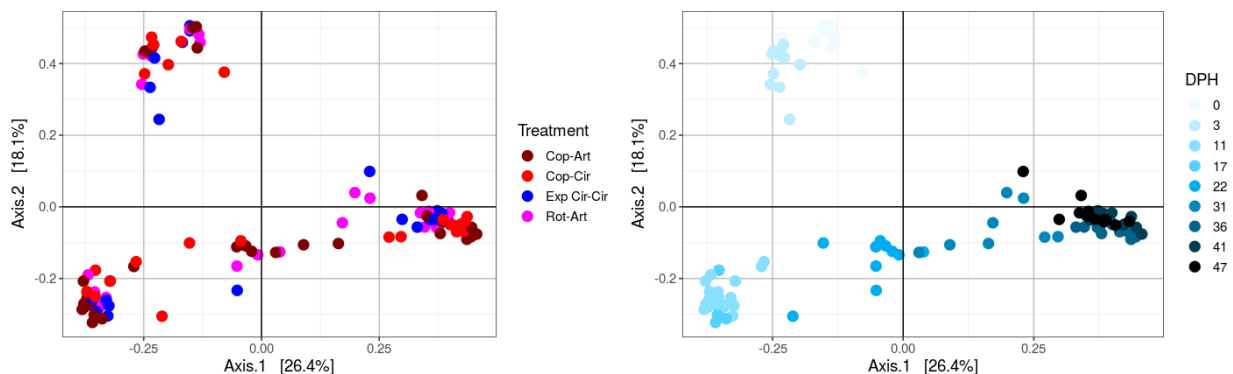 0.4
0.2
0.0
-0.2
Axis.2 [18.1%]
-0.25
0.00
0.25
Axis.1 [26.4%]
Treatment
Cop-Art
Cop-Cir
Exp Cir-Cir
Rot-Art
0.4
0.2
0.0
-0.2
Axis.2 [18.1%]
-0.25
0.00
0.25
Axis.1 [26.4%]
DPH
0
3
11
17
22
31
36
41
47